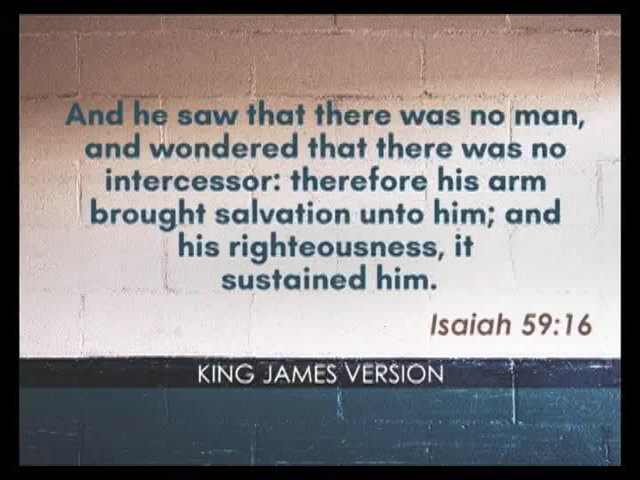 And he saw that there was no man,
and wondered that there was no
intercessor: therefore his arm
brought salvation unto him; and
his righteousness, it
sustained him.
Isaiah 59:16
KING JAMES VERSION